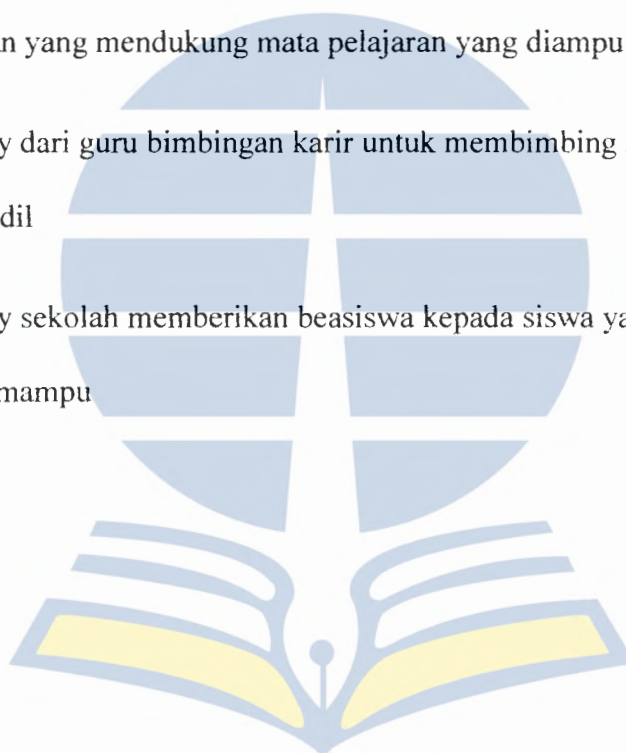 an yang mendukung mata pelajaran yang diampu
y dari guru bimbingan karir untuk membimbing
dil
y sekolah memberikan beasiswa kepada siswa ya
mampu